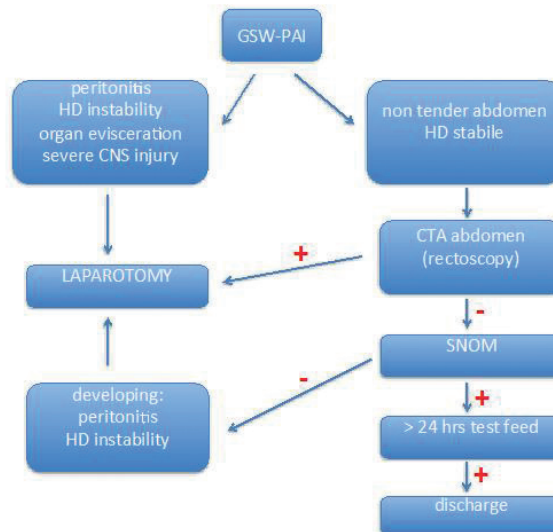 GSW-PAI
peritonitis
HD instability
organ evisceration
severe CNS injury
non tender abdomen
HD stabile
CTA abdomen
(rectoscopy)
+
LAPAROTOMY
-
SNOM
-
developing:
peritonitis
HD instability
+
> 24 hrs test feed
+
discharge